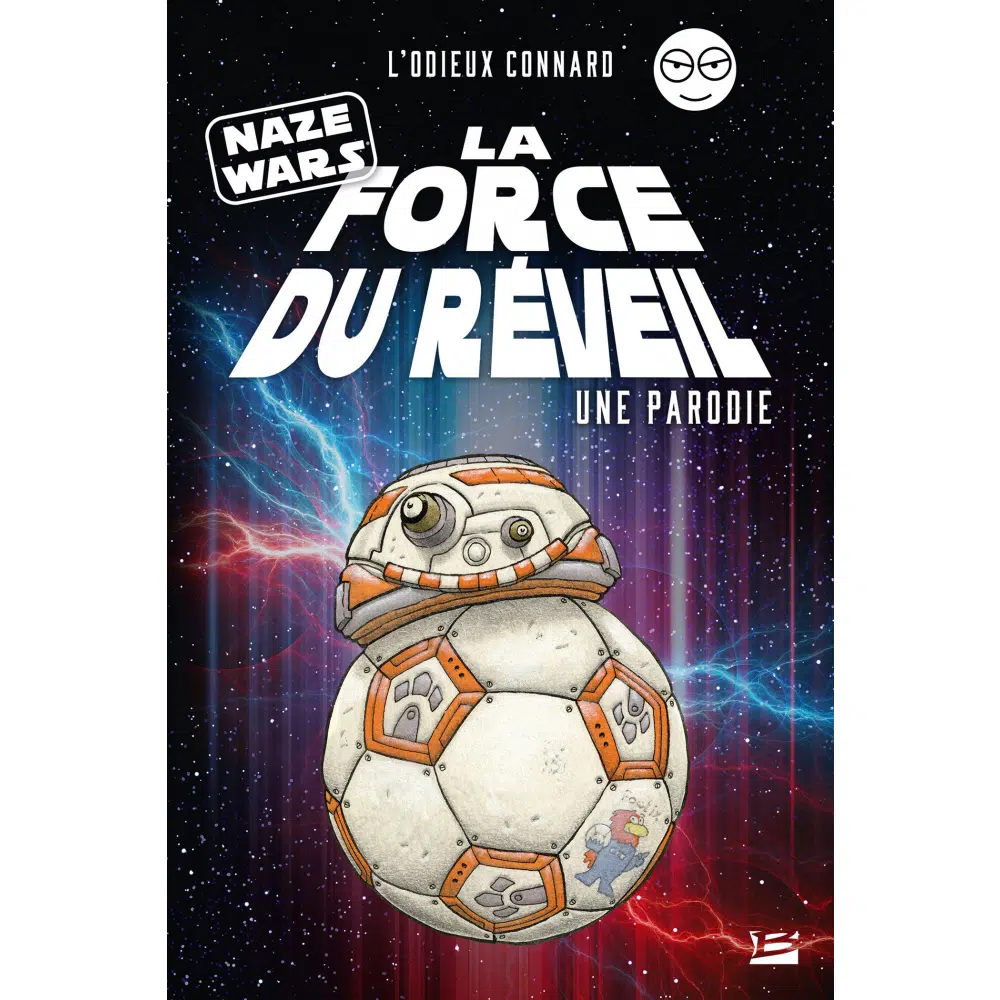 L'ODIEUX CONNARD
NAZE
WARS
LA
FORCE
DU RÉVEIL
UNE PARODIE